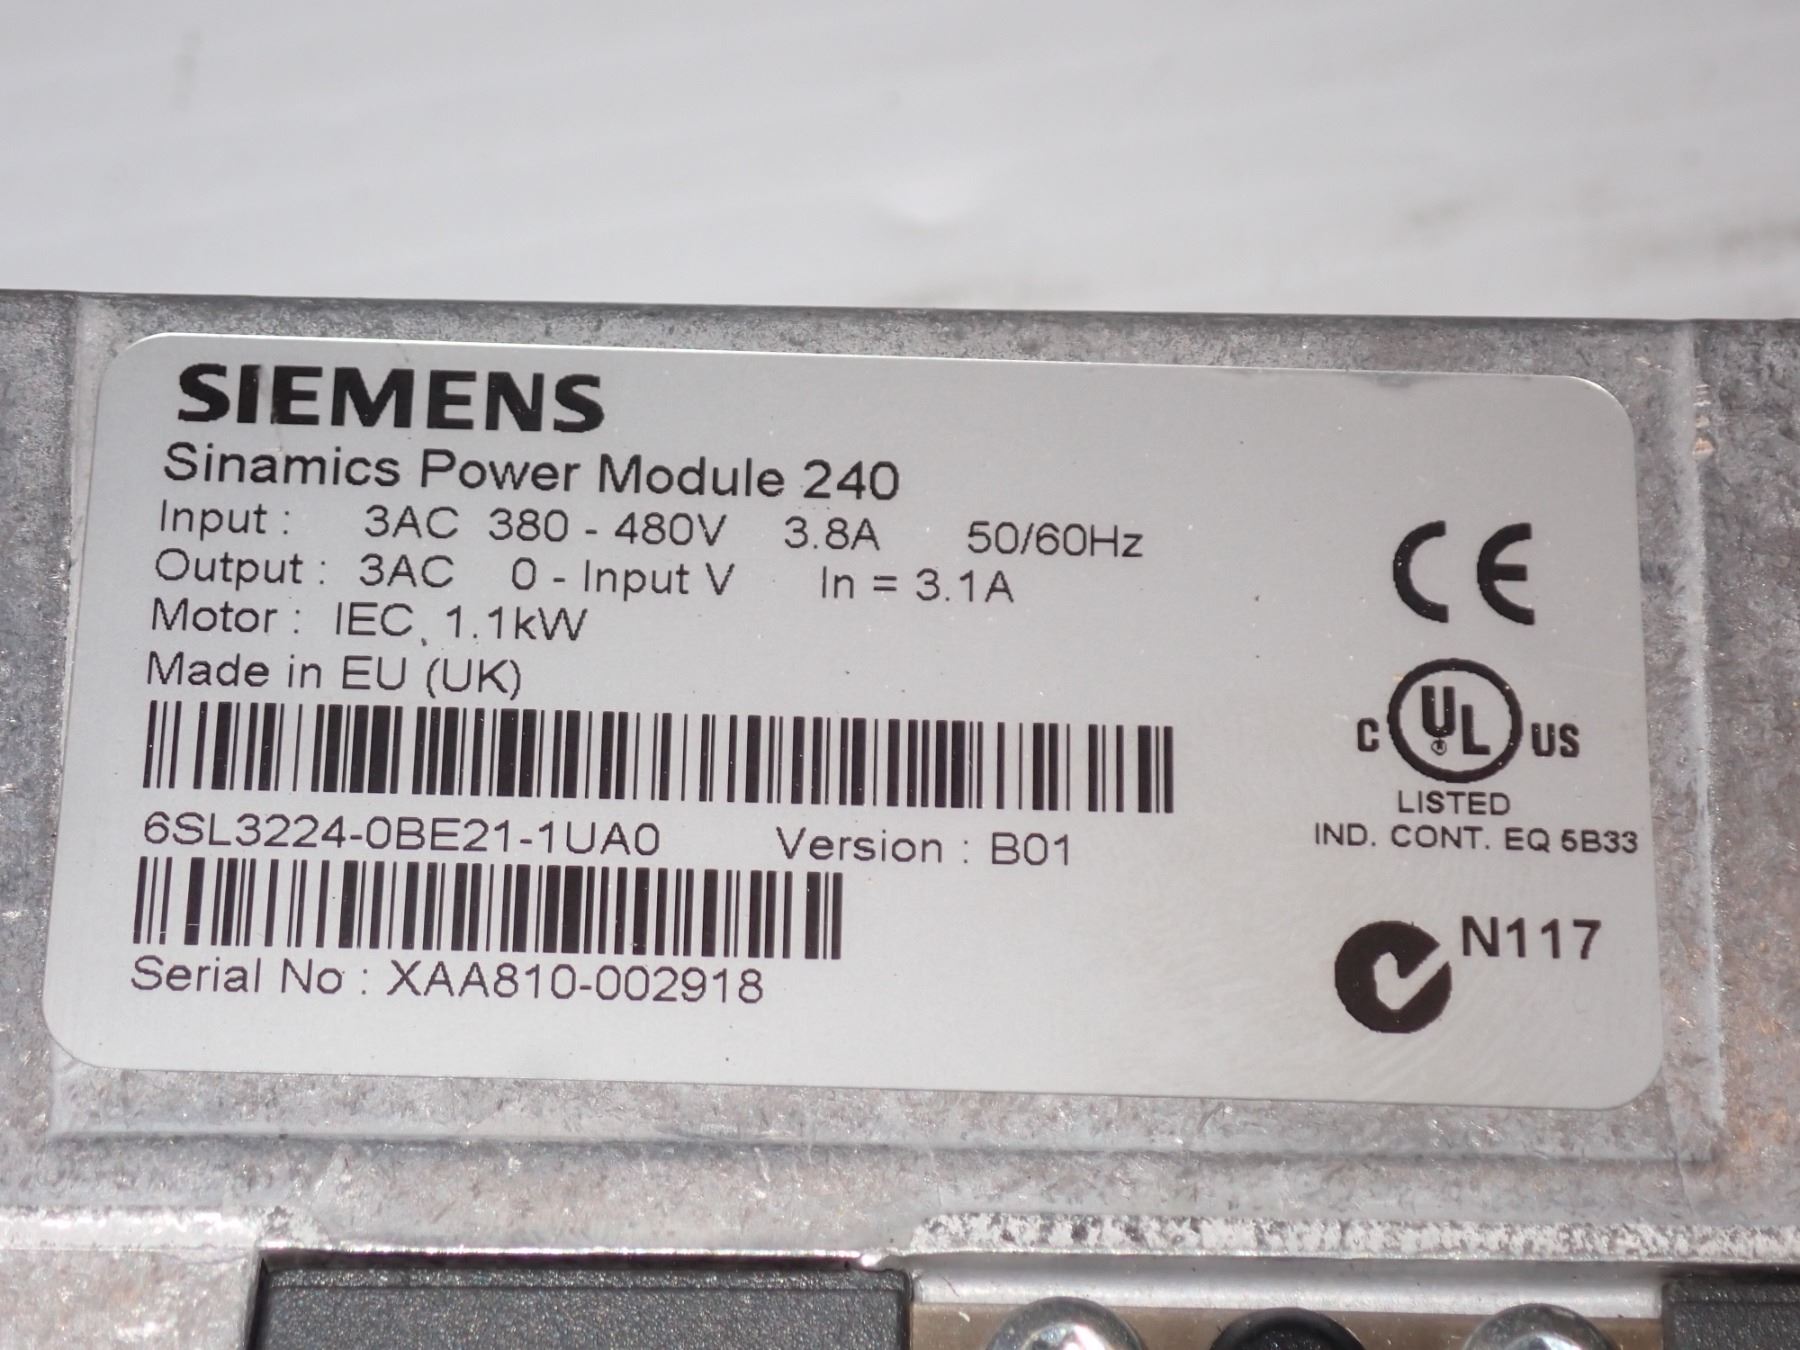 SIEMENS
Sinamics Power Module 240
Input : 3AC 380 - 480V 3.8A 50/60Hz
Output : 3AC 0 - Input V In = 3.1A
Motor : IEC, 1.1kW
Made in EU (UK)
6SL3224-0BE21-1UA0 Version : B01
Serial No : XAA810-002918
CE
C UL US
LISTED
IND. CONT. EQ 5B33
N117